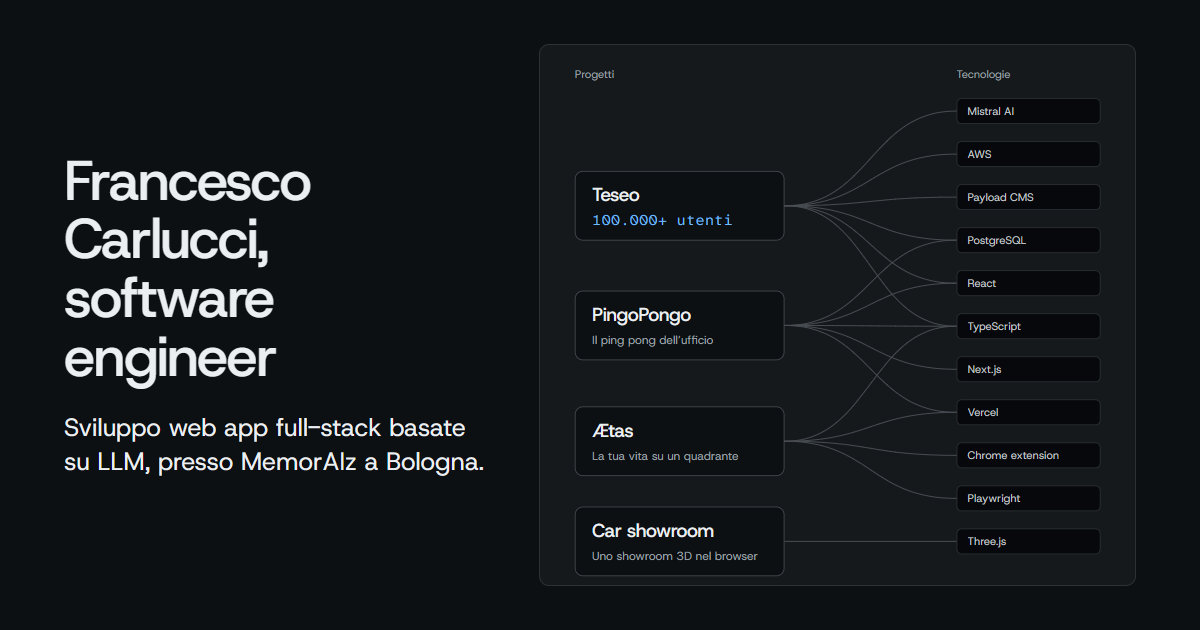 Francesco
Carlucci,
software
engineer
Sviluppo web app full-stack basate
su LLM, presso MemorAlz a Bologna.
Progetti
Teseo
100.000+ utenti
PingoPongo
Il ping pong dell'ufficio
Ætas
La tua vita su un quadrante
Car showroom
Uno showroom 3D nel browser
Tecnologie
Mistral AI
AWS
Payload CMS
PostgreSQL
React
TypeScript
Next.js
Vercel
Chrome extension
Playwright
Three.js